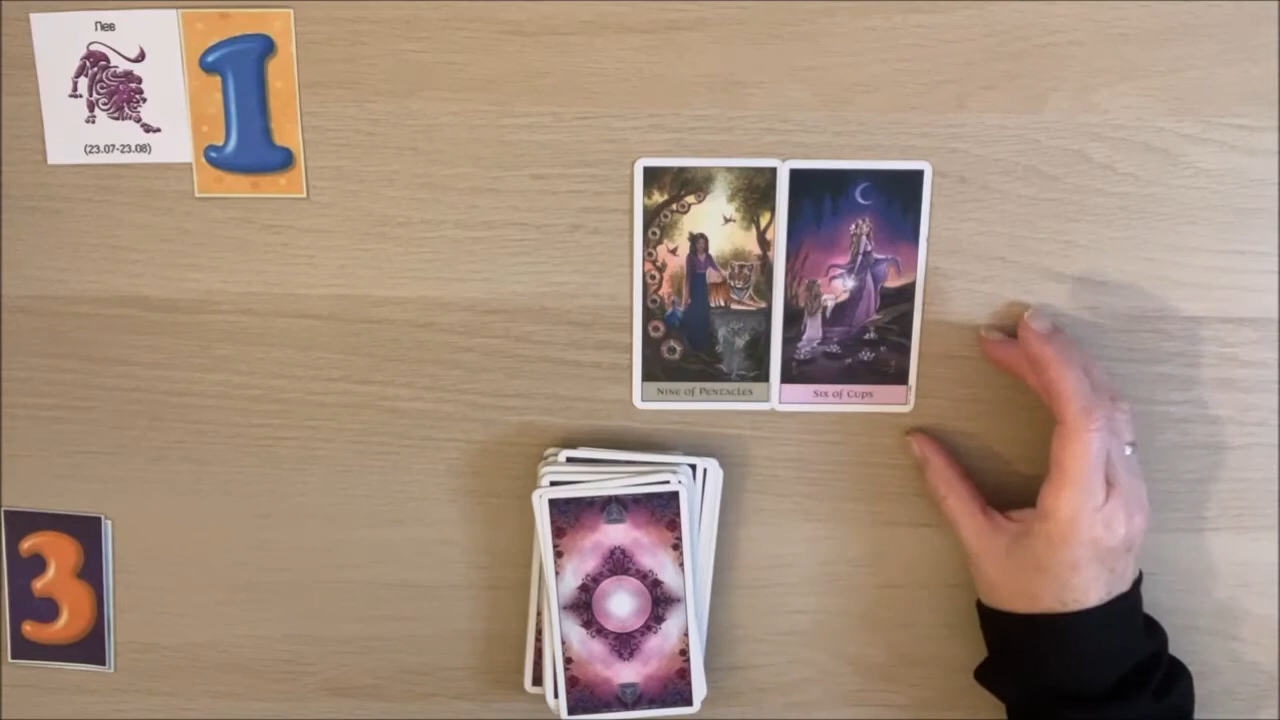 Лев
(23.07-23.08)
1
Nine of Pentacles
Six of Cups
3